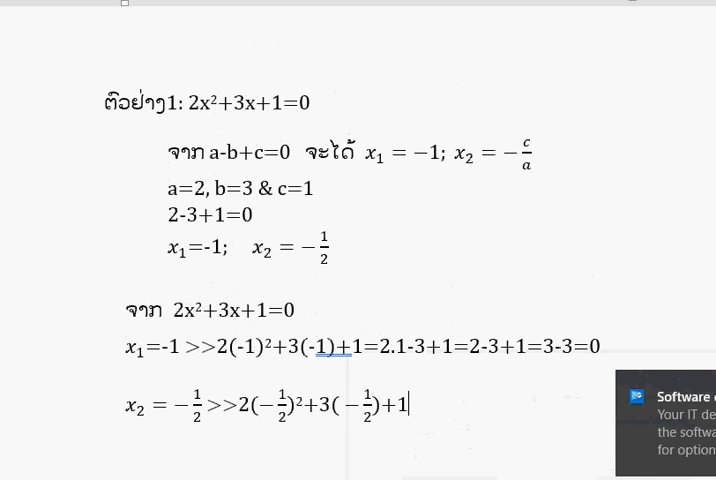 ຕົວຢ່າງ1: 2x²+3x+1=0
ຈາກ a-b+c=0 ຈະໄດ້ x₁ = −1; x₂ = −c/a
a=2, b=3 & c=1
2-3+1=0
x₁=-1; x₂ = −1/2
ຈາກ 2x²+3x+1=0
x₁=-1 >>2(-1)²+3(-1)+1=2.1-3+1=2-3+1=3-3=0
x₂ = −1/2 >>2(−1/2)²+3(−1/2)+1
Software
Your IT de
the softwa
for option